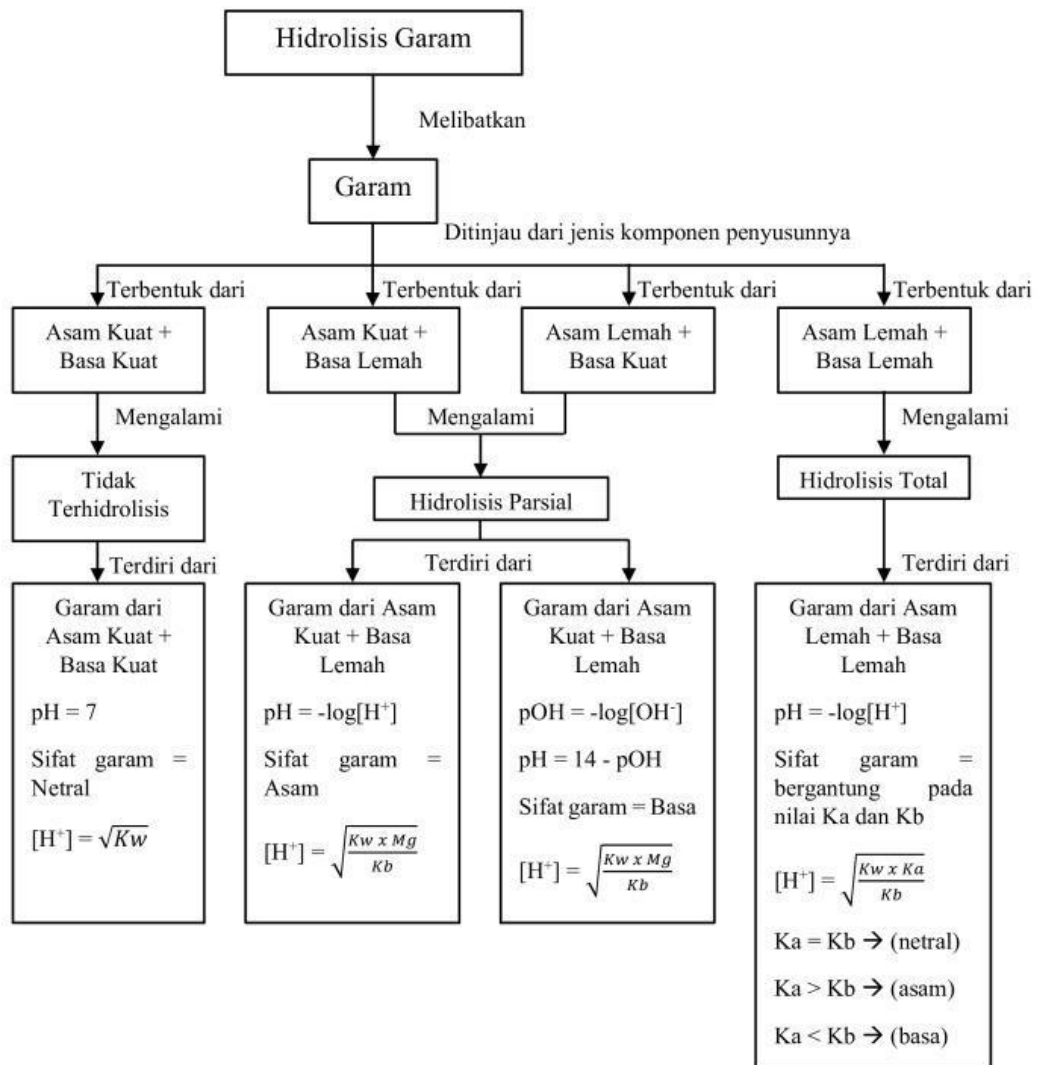 Hidrolisis Garam
Melibatkan
Garam
Ditinjau dari jenis komponen penyusunnya
Terbentuk dari
Terbentuk dari
Terbentuk dari
Terbentuk dari
Asam Kuat +
Basa Kuat
Asam Kuat +
Basa Lemah
Asam Lemah +
Basa Kuat
Asam Lemah +
Basa Lemah
Mengalami
Mengalami
Mengalami
Tidak
Terhidrolisis
Hidrolisis Parsial
Hidrolisis Total
Terdiri dari
Terdiri dari
Terdiri dari
Garam dari
Asam Kuat +
Basa Kuat
pH = 7
Sifat garam =
Netral
[H⁺] = √Kw
Garam dari Asam
Kuat + Basa
Lemah
pH = -log[H⁺]
Sifat garam =
Asam
[H⁺] = √(Kw x Mg / Kb)
Garam dari Asam
Kuat + Basa
Lemah
pOH = -log[OH⁻]
pH = 14 - pOH
Sifat garam = Basa
[H⁺] = √(Kw x Mg / Kb)
Garam dari Asam
Lemah + Basa
Lemah
pH = -log[H⁺]
Sifat garam =
bergantung pada
nilai Ka dan Kb
[H⁺] = √(Kw x Ka / Kb)
Ka = Kb → (netral)
Ka > Kb → (asam)
Ka < Kb → (basa)